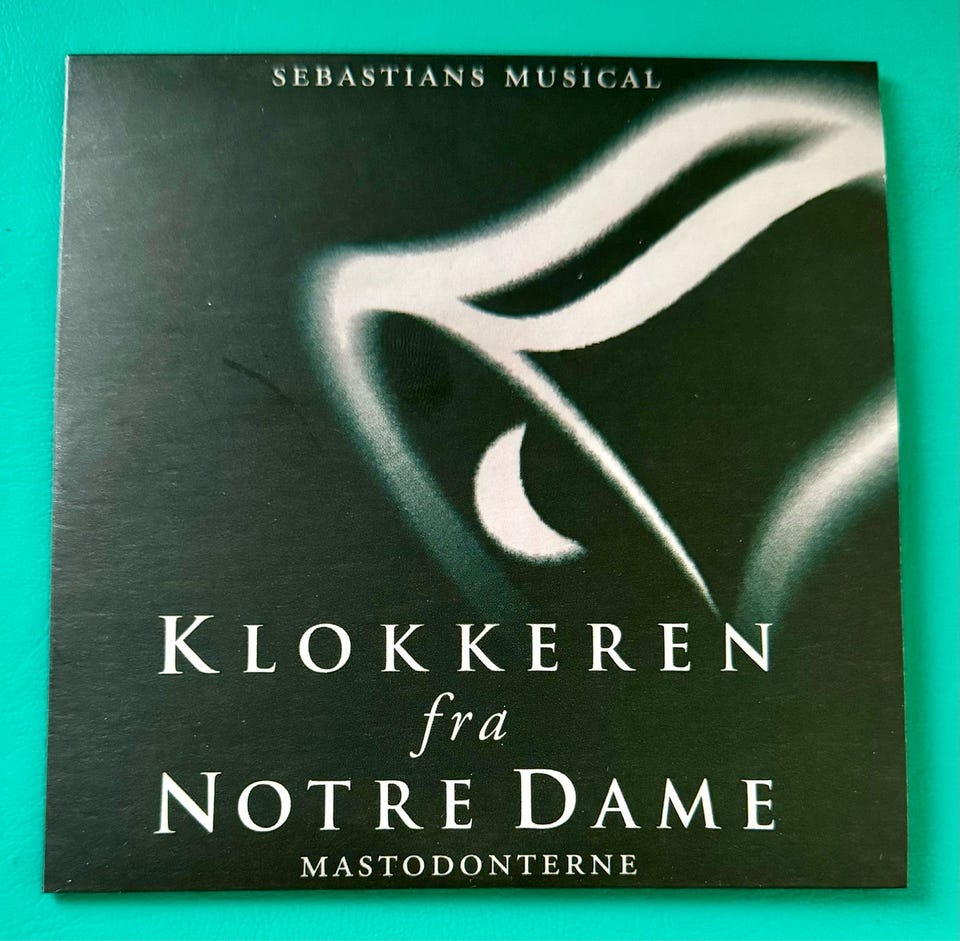 SEBASTIANS MUSICAL
KLOKKEREN
fra
NOTRE DAME
MASTODONTERNE